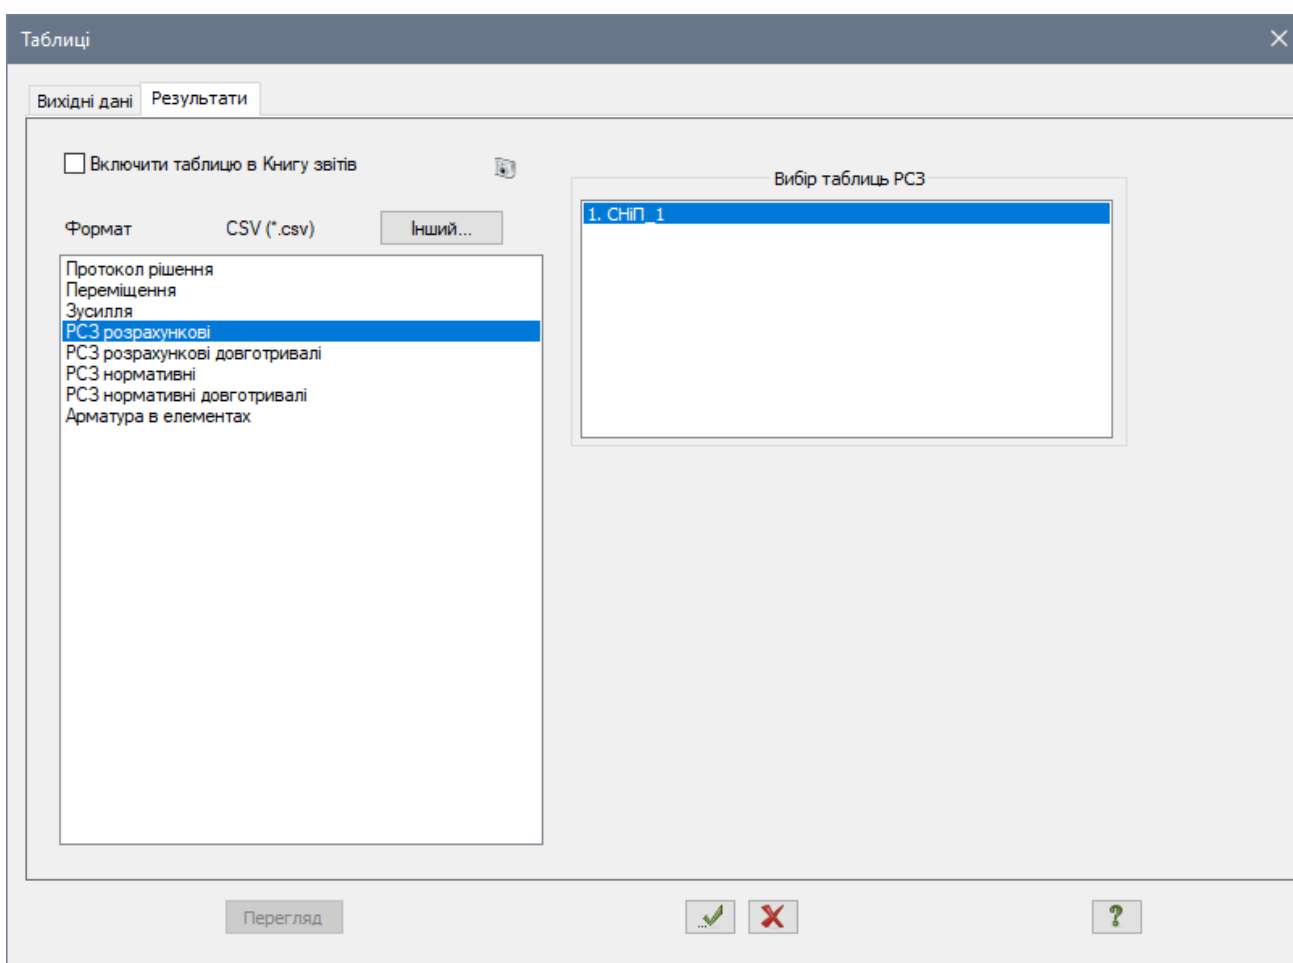 Таблиці
Вихідні дані
Результати
Включити таблицю в Книгу звітів
Формат CSV (*.csv) Інший...
Протокол рішення
Переміщення
Зусилля
РСЗ розрахункові
РСЗ розрахункові довготривалі
РСЗ нормативні
РСЗ нормативні довготривалі
Арматура в елементах
Вибір таблиць РСЗ
1. СНіП_1
Перегляд